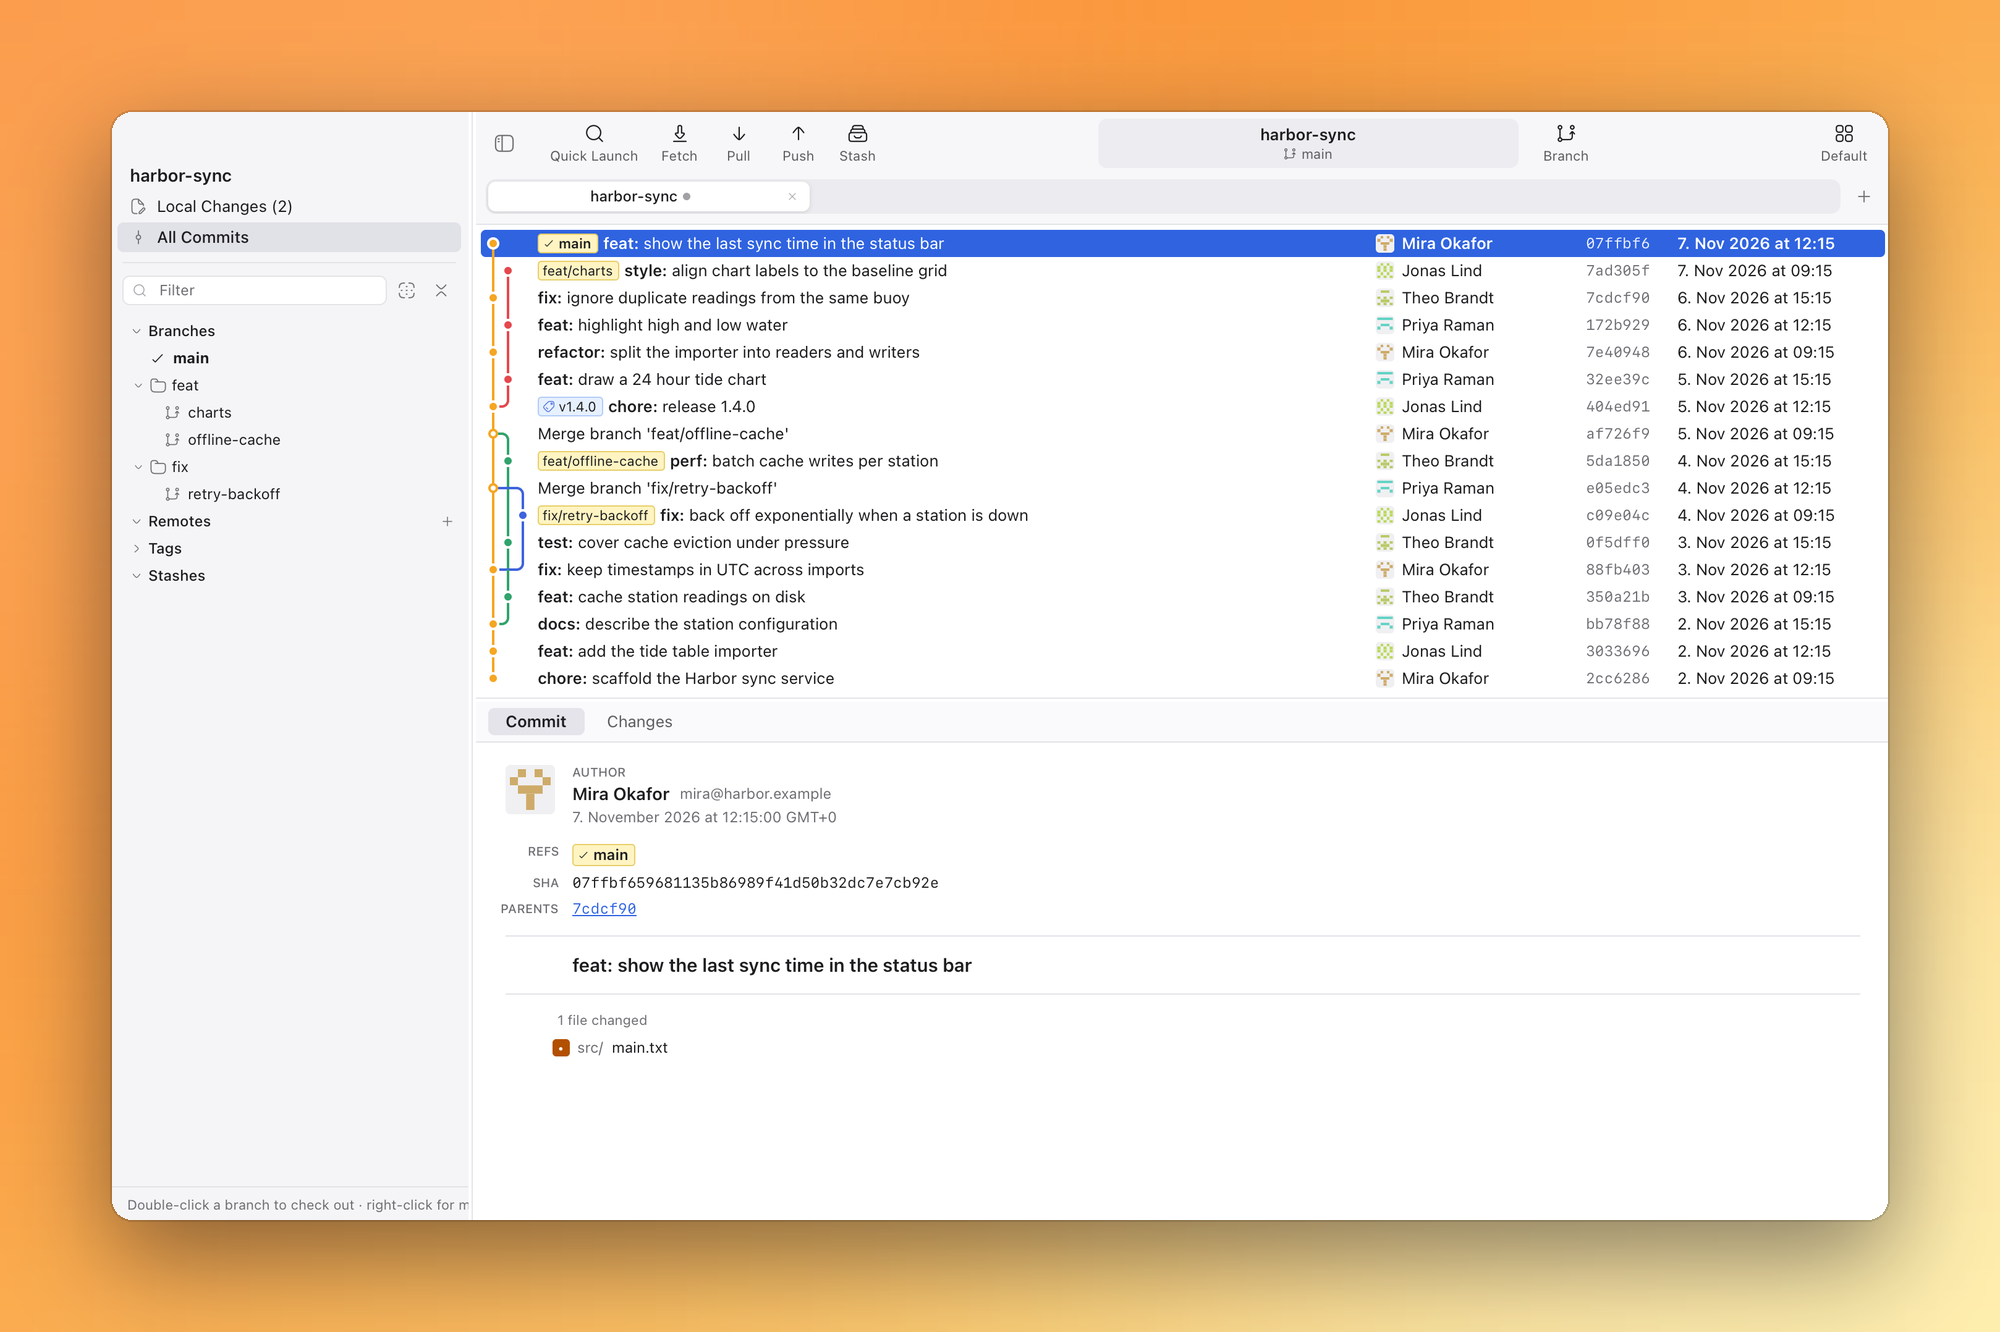 harbor-sync
Local Changes (2)
All Commits
Filter
Branches
main
feat
charts
offline-cache
fix
retry-backoff
Remotes
Tags
Stashes
Double-click a branch to check out · right-click for m
Quick Launch
Fetch
Pull
Push
Stash
harbor-sync
main
Branch
Default
harbor-sync
main feat: show the last sync time in the status bar Mira Okafor 07ffbf6 7. Nov 2026 at 12:15
feat/charts style: align chart labels to the baseline grid Jonas Lind 7ad305f 7. Nov 2026 at 09:15
fix: ignore duplicate readings from the same buoy Theo Brandt 7cdcf90 6. Nov 2026 at 15:15
feat: highlight high and low water Priya Raman 172b929 6. Nov 2026 at 12:15
refactor: split the importer into readers and writers Mira Okafor 7e40948 6. Nov 2026 at 09:15
feat: draw a 24 hour tide chart Priya Raman 32ee39c 5. Nov 2026 at 15:15
v1.4.0 chore: release 1.4.0 Jonas Lind 404ed91 5. Nov 2026 at 12:15
Merge branch 'feat/offline-cache' Mira Okafor af726f9 5. Nov 2026 at 09:15
feat/offline-cache perf: batch cache writes per station Theo Brandt 5da1850 4. Nov 2026 at 15:15
Merge branch 'fix/retry-backoff' Priya Raman e05edc3 4. Nov 2026 at 12:15
fix/retry-backoff fix: back off exponentially when a station is down Jonas Lind c09e04c 4. Nov 2026 at 09:15
test: cover cache eviction under pressure Theo Brandt 0f5dff0 3. Nov 2026 at 15:15
fix: keep timestamps in UTC across imports Mira Okafor 88fb403 3. Nov 2026 at 12:15
feat: cache station readings on disk Theo Brandt 350a21b 3. Nov 2026 at 09:15
docs: describe the station configuration Priya Raman bb78f88 2. Nov 2026 at 15:15
feat: add the tide table importer Jonas Lind 3033696 2. Nov 2026 at 12:15
chore: scaffold the Harbor sync service Mira Okafor 2cc6286 2. Nov 2026 at 09:15
Commit Changes
AUTHOR
Mira Okafor mira@harbor.example
7. November 2026 at 12:15:00 GMT+0
REFS main
SHA 07ffbf659681135b86989f41d50b32dc7e7cb92e
PARENTS 7cdcf90
feat: show the last sync time in the status bar
1 file changed
src/ main.txt